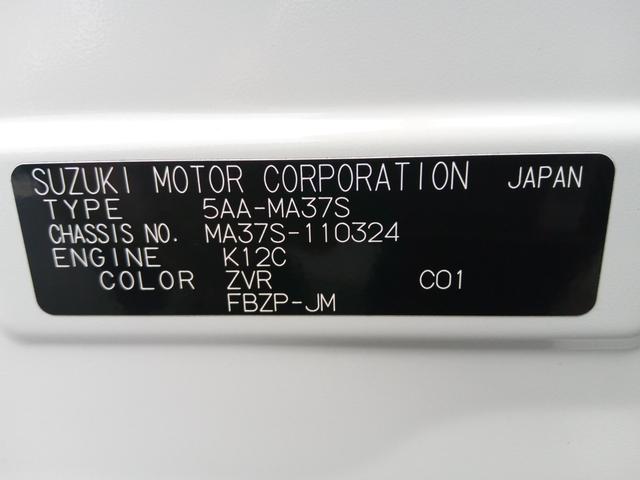 SUZUKI MOTOR CORPORATION JAPAN
TYPE 5AA-MA37S
CHASSIS NO. MA37S-110324
ENGINE K12C
COLOR ZVR C01
FBZP-JM